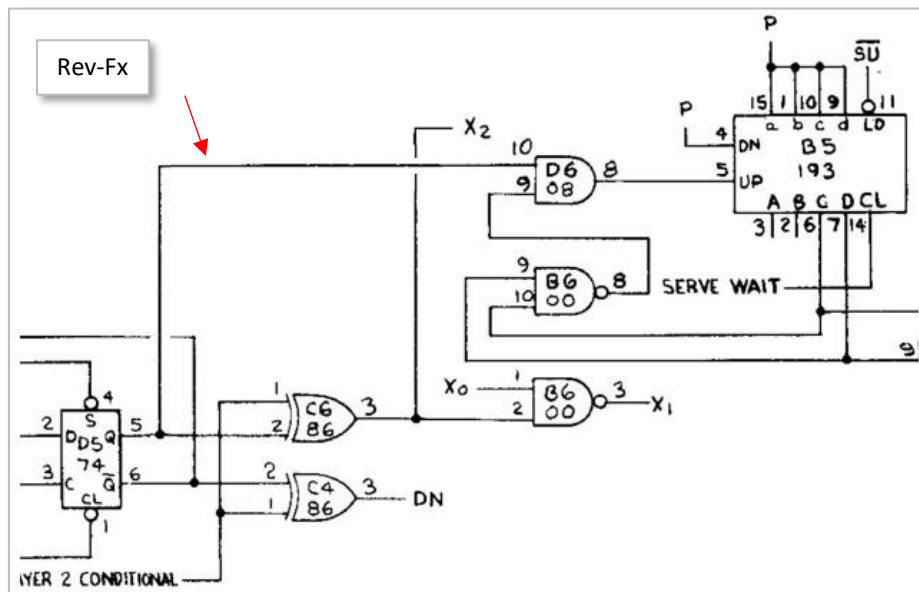 Rev-Fx
P
SU
15 1 10 9 11
a b c d LD
P
4 DN B5
193
5 UP
A B C D CL
3 2 6 7 14
X2
10
D6 8
9 08
9
B6 8
10 00
SERVE WAIT
X0 1
B6 3 X1
2 00
1
C6 3
2 86
4
S
2 D D5 Q 5
74
3 C Q 6
CL
1
2
C4 3 DN
1 86
AYER 2 CONDITIONAL